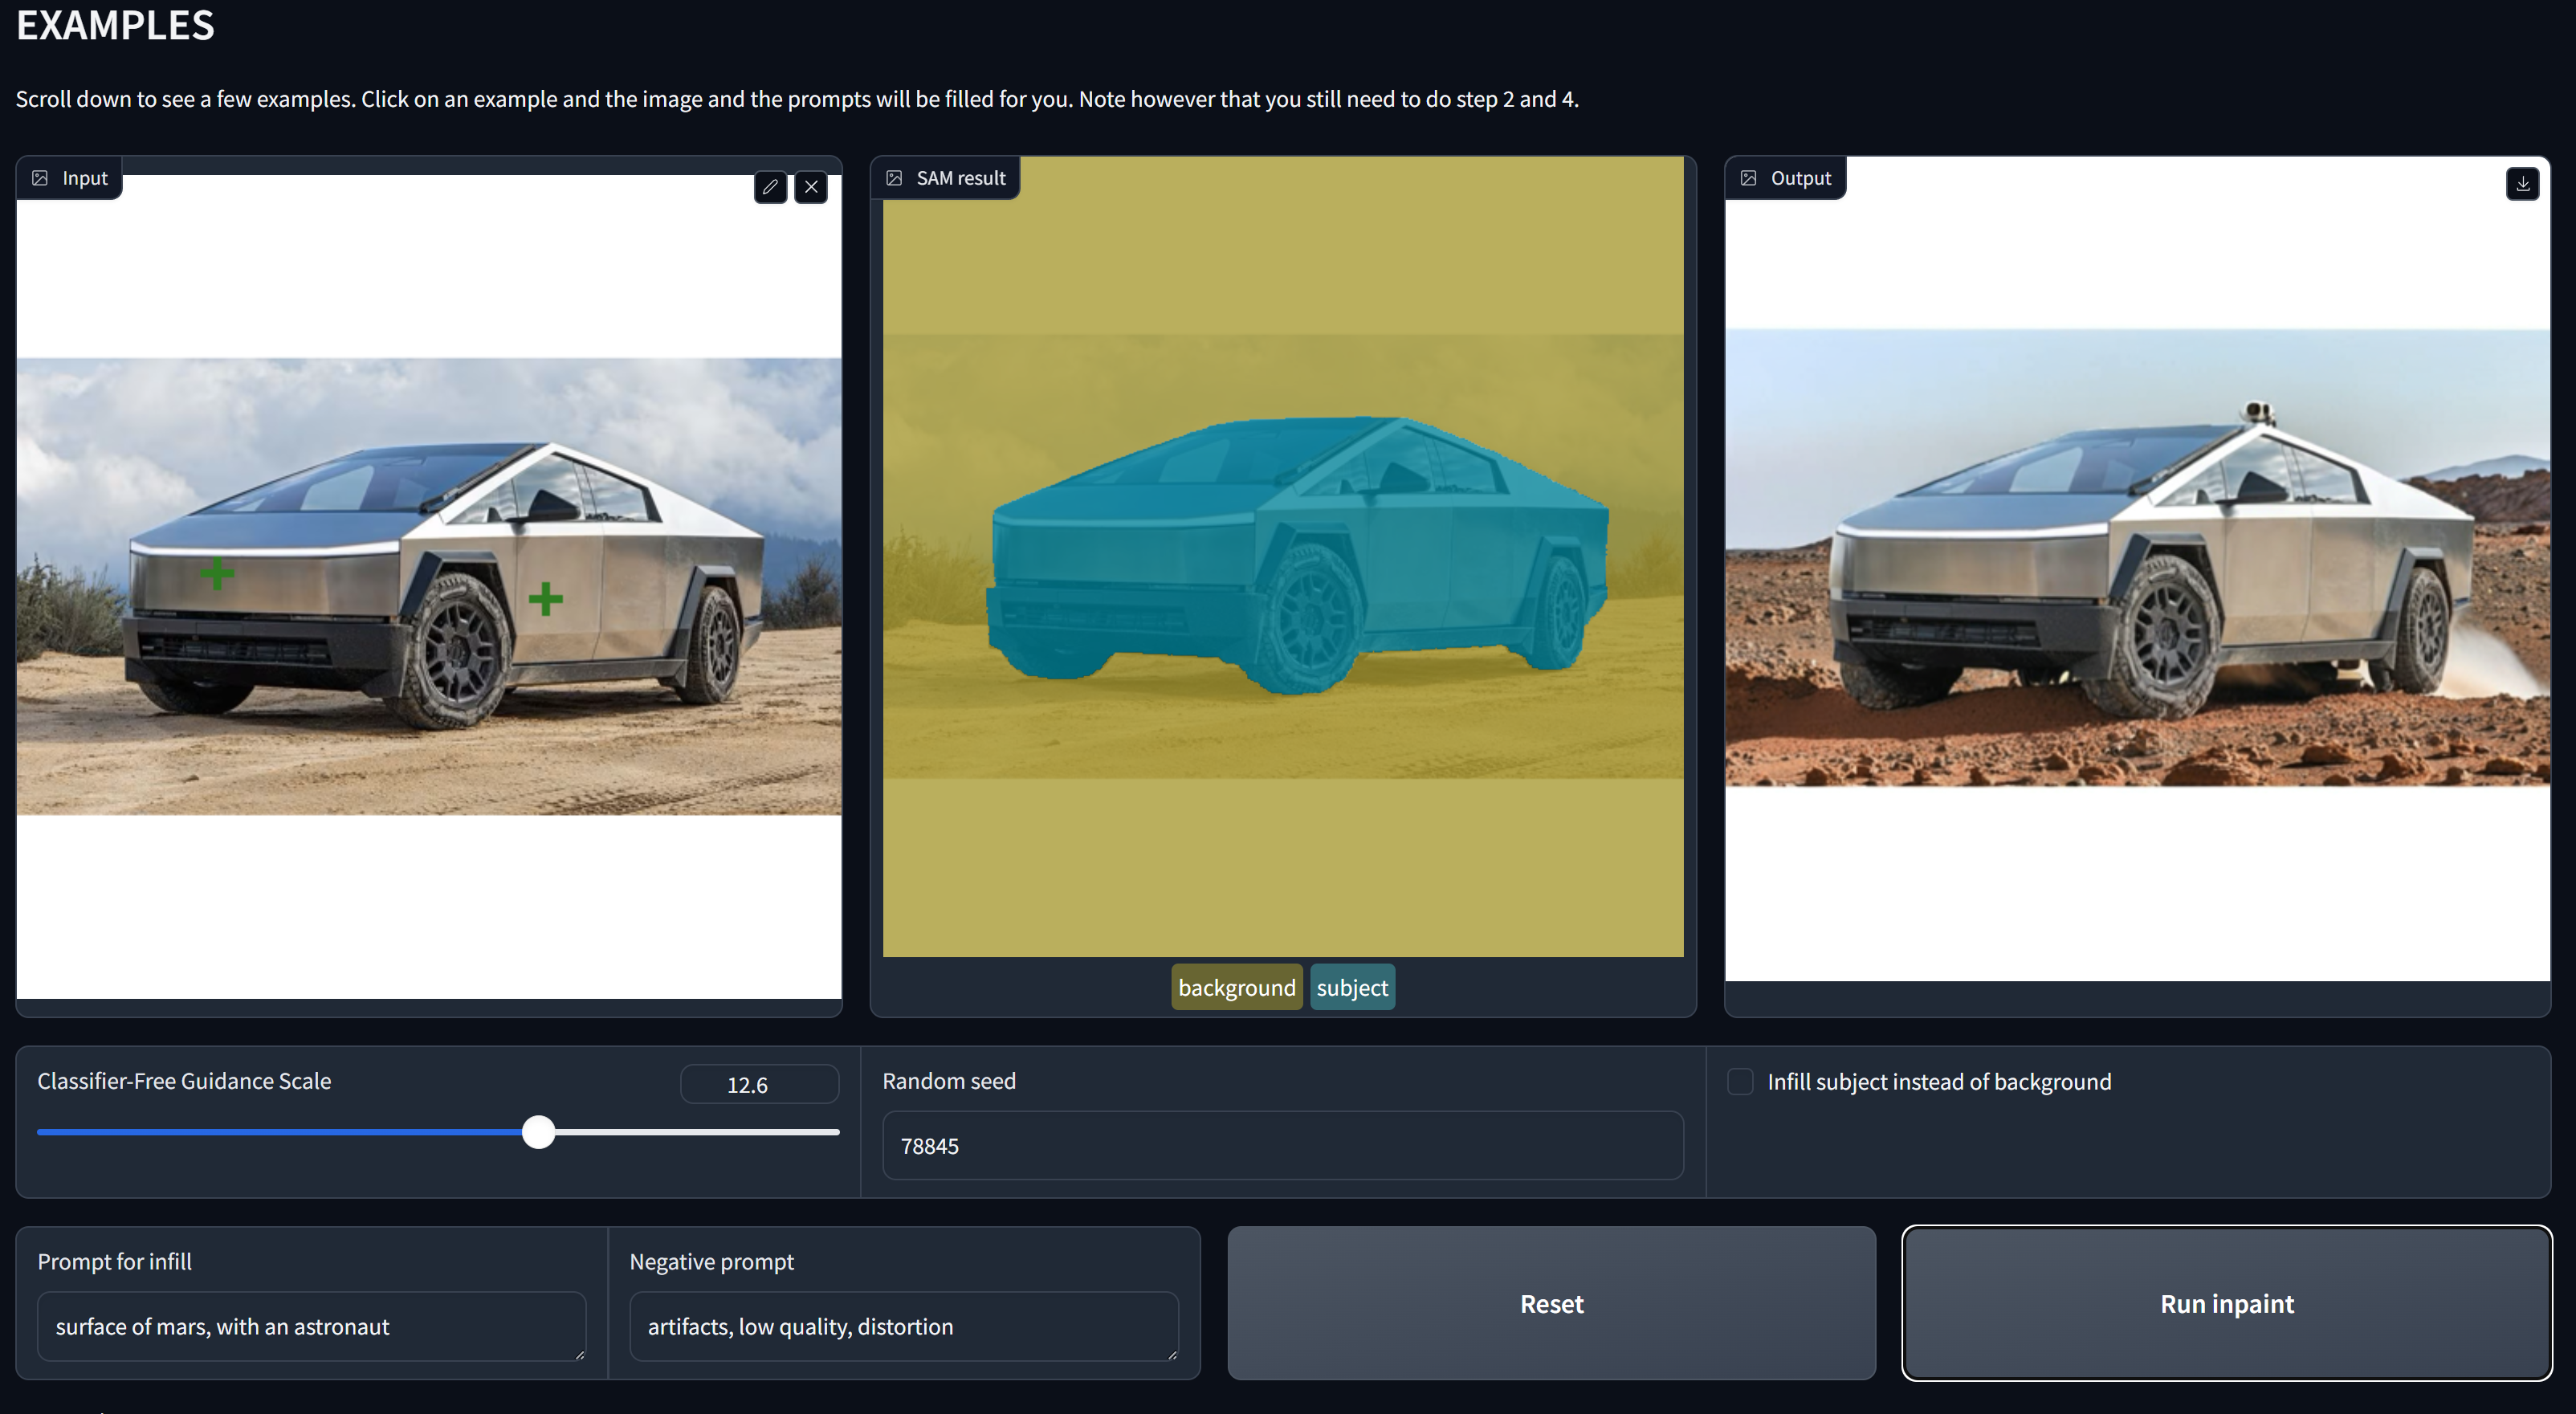 EXAMPLES
Scroll down to see a few examples. Click on an example and the image and the prompts will be filled for you. Note however that you still need to do step 2 and 4.
Input
SAM result
Output
background subject
Classifier-Free Guidance Scale
12.6
Random seed
78845
Infill subject instead of background
Prompt for infill
surface of mars, with an astronaut
Negative prompt
artifacts, low quality, distortion
Reset
Run inpaint